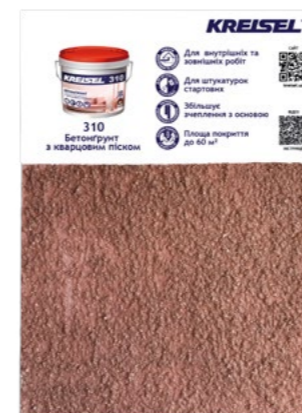 KREISEL
KREISEL 310
Для внутрішніх та
зовнішніх робіт
Для штукатурок
стартових
Збільшує
зчеплення з основою
Площа покриття
до 60 м²
310
Бетонґрунт
з кварцовим піском